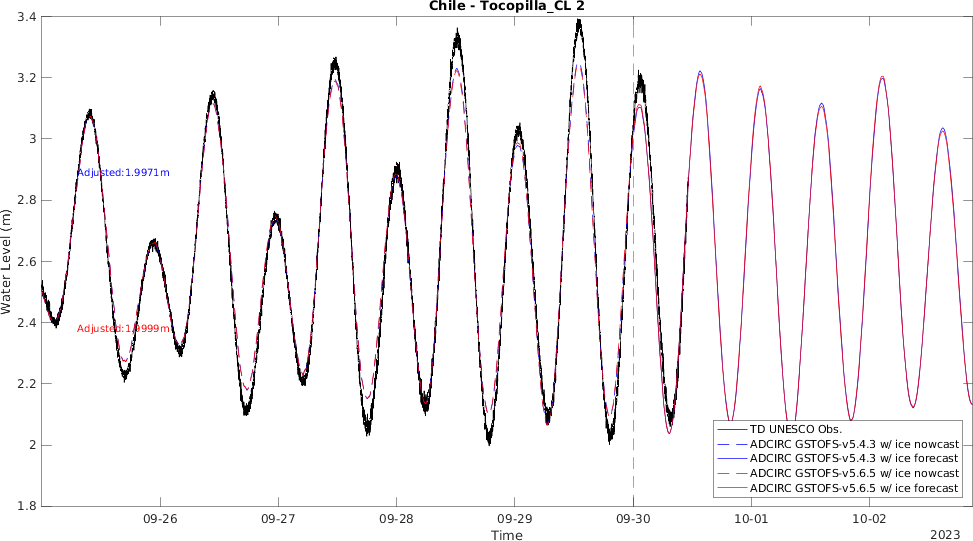 Chile - Tocopilla_CL 2
Water Level (m)
3.4
3.2
3
2.8
2.6
2.4
2.2
2
1.8
Adjusted:1.9971m
Adjusted:1.9999m
TD UNESCO Obs.
ADCIRC GSTOFS-v5.4.3 w/ ice nowcast
ADCIRC GSTOFS-v5.4.3 w/ ice forecast
ADCIRC GSTOFS-v5.6.5 w/ ice nowcast
ADCIRC GSTOFS-v5.6.5 w/ ice forecast
09-26 09-27 09-28 09-29 09-30 10-01 10-02
Time
2023